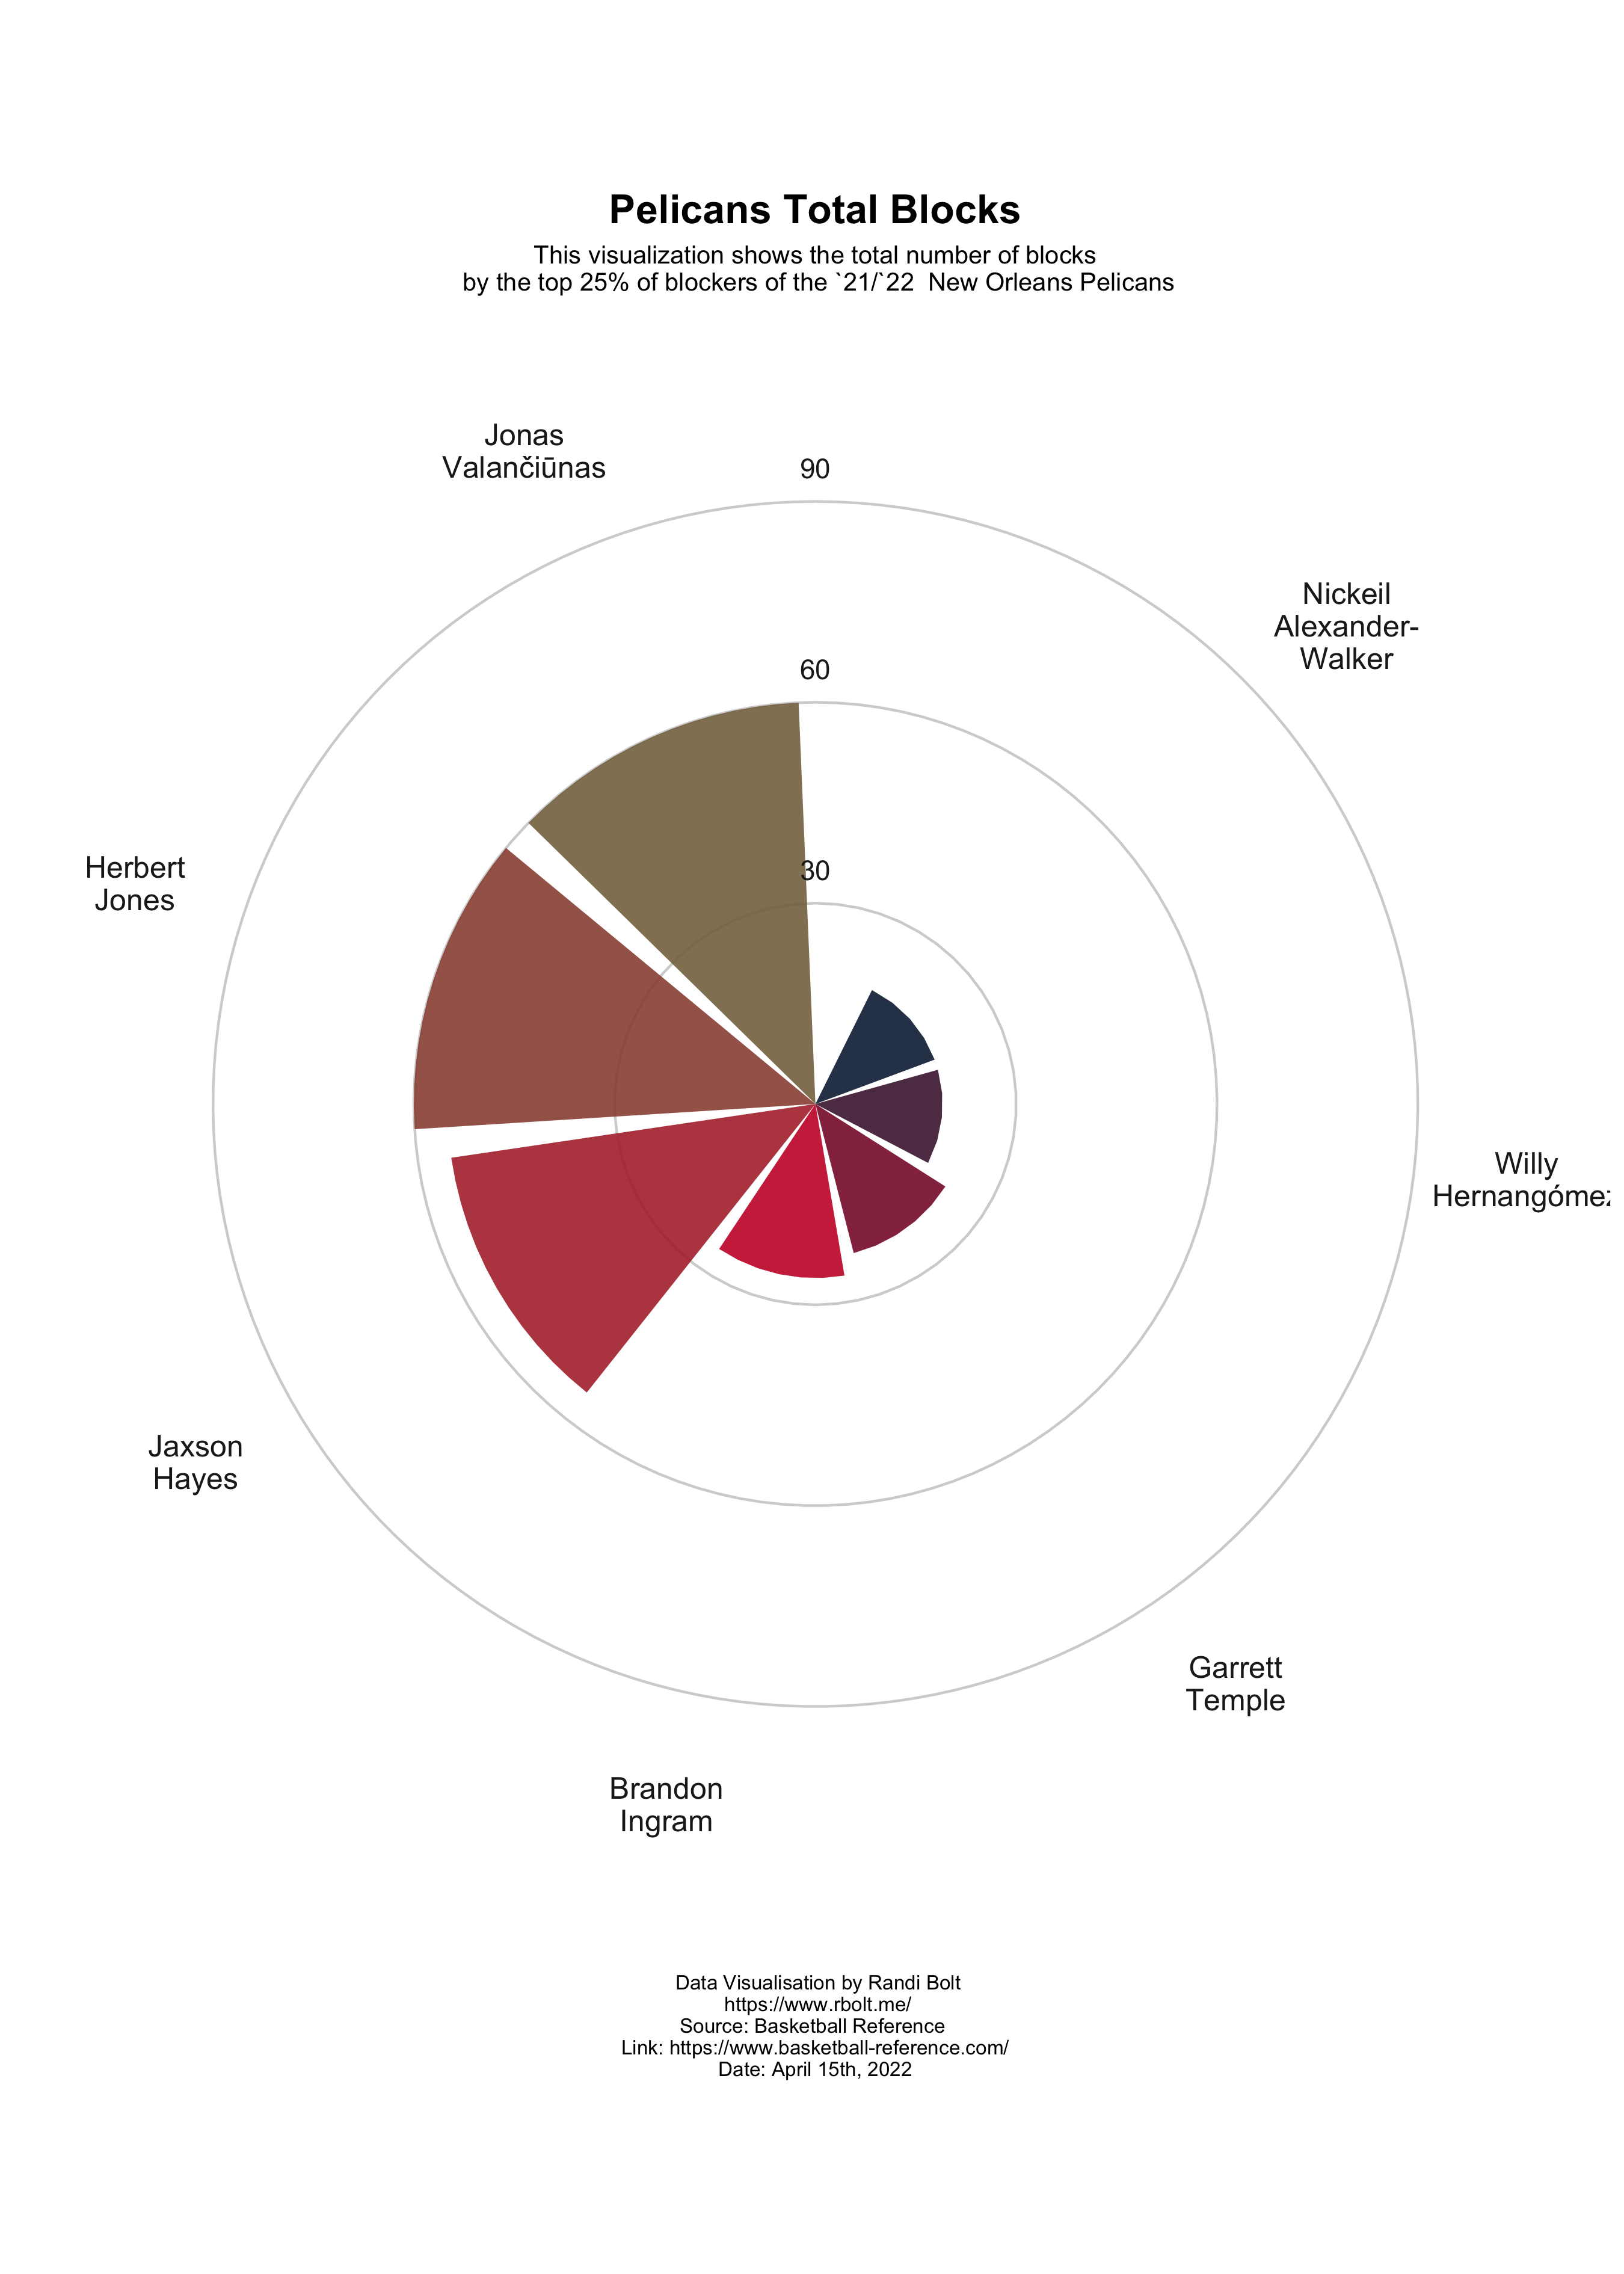 Pelicans Total Blocks
This visualization shows the total number of blocks
by the top 25% of blockers of the `21/`22  New Orleans Pelicans
Jonas
Valančiūnas
90
Nickeil
Alexander-
Walker
60
30
Herbert
Jones
Willy
Hernangómez
Jaxson
Hayes
Garrett
Temple
Brandon
Ingram
Data Visualisation by Randi Bolt
https://www.rbolt.me/
Source: Basketball Reference
Link: https://www.basketball-reference.com/
Date: April 15th, 2022